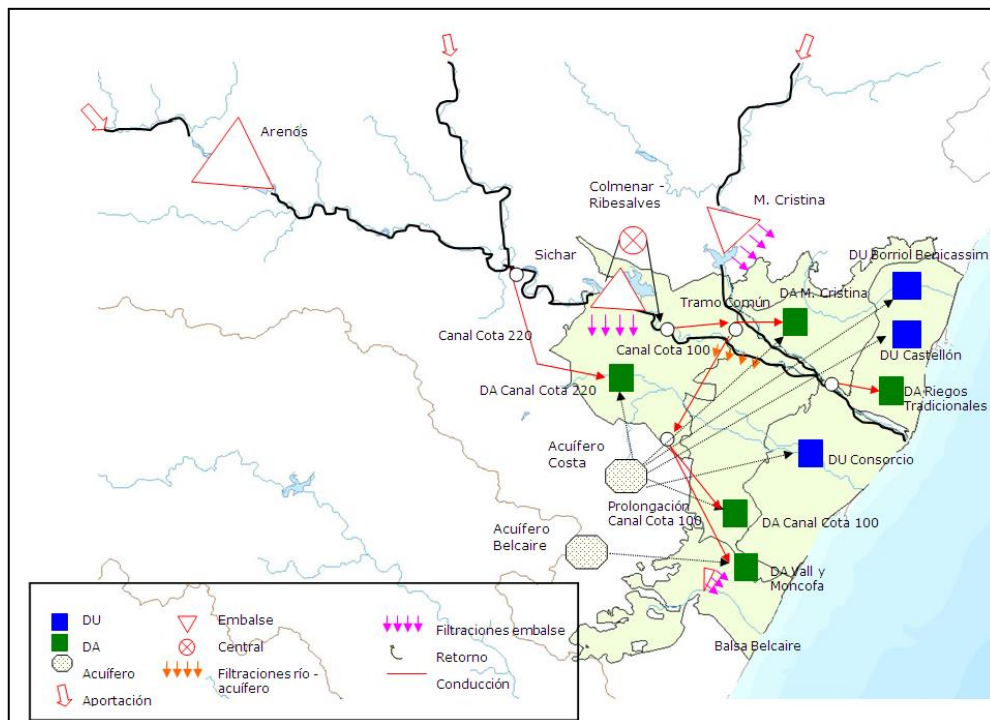 Arenós
Colmenar -
Ribesalves
M. Cristina
Sichar
DU Borriol Benicassim
Tramo Común
DA M. Cristina
Canal Cota 220
Canal Cota 100
DU Castellón
DA Canal Cota 220
DA Riegos
Tradicionales
Acuífero
Costa
DU Consorcio
Prolongación
Canal Cota 100
DA Canal Cota 100
Acuífero
Belcaire
DA Vall y
Moncofa
Balsa Belcaire
DU
DA
Acuífero
Aportación
Embalse
Central
Filtraciones río -
acuífero
Filtraciones embalse
Retorno
Conducción